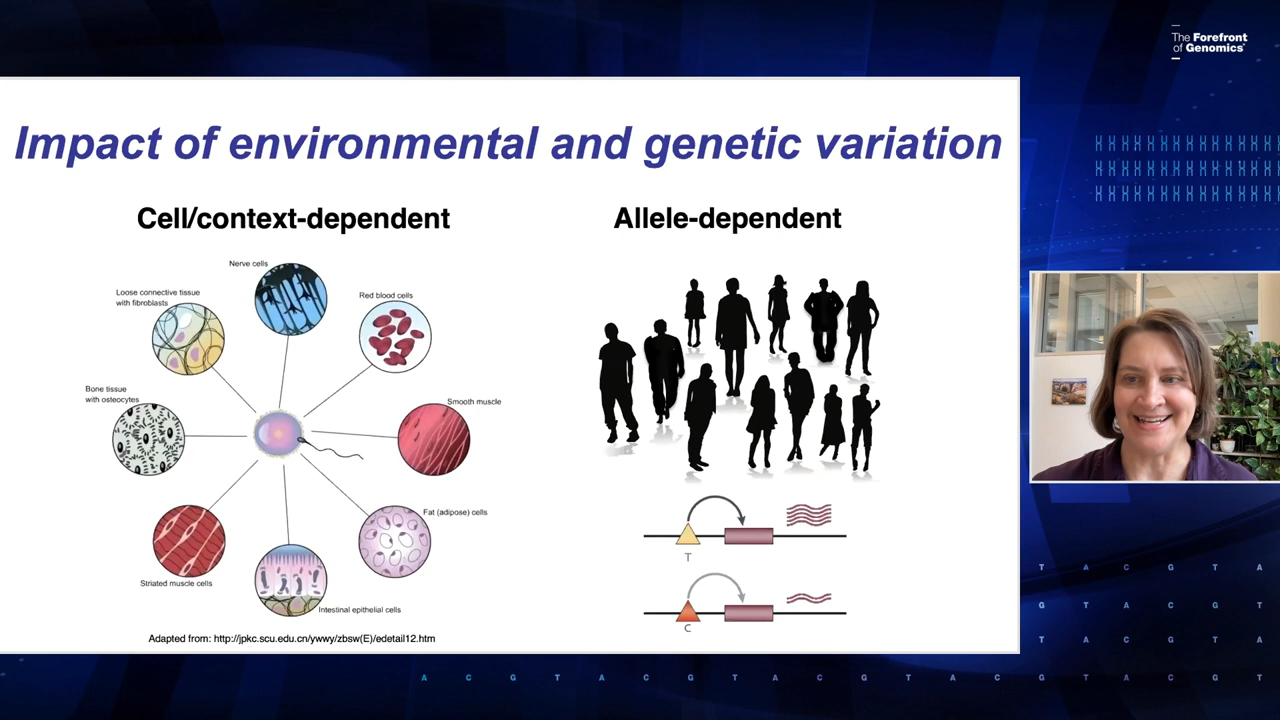 The Forefront
of Genomics®
Impact of environmental and genetic variation
Cell/context-dependent
Allele-dependent
Nerve cells
Loose connective tissue
with fibroblasts
Red blood cells
Bone tissue
with osteocytes
Smooth muscle
Fat (adipose) cells
Striated muscle cells
Intestinal epithelial cells
T
C
Adapted from: http://jpkc.scu.edu.cn/ywwy/zbsw(E)/edetail12.htm
T A C G T A
G T A C G T
T A C G T A
A C G T A C G T A C G T A C G T A C G T